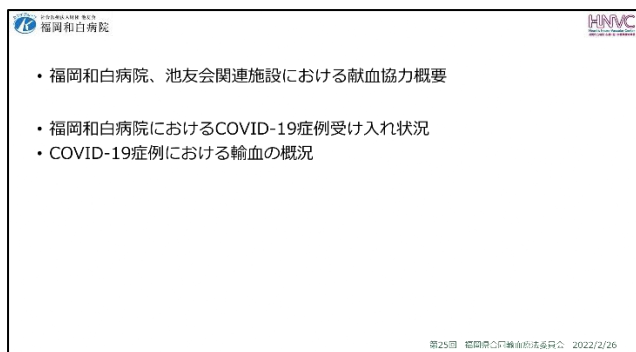 福岡和白病院
HNVC
• 福岡和白病院、池友会関連施設における献血協力概要
• 福岡和白病院におけるCOVID-19症例受け入れ状況
• COVID-19症例における輸血の概況
第25回 福岡県合同輸血療法委員会 2022/2/26